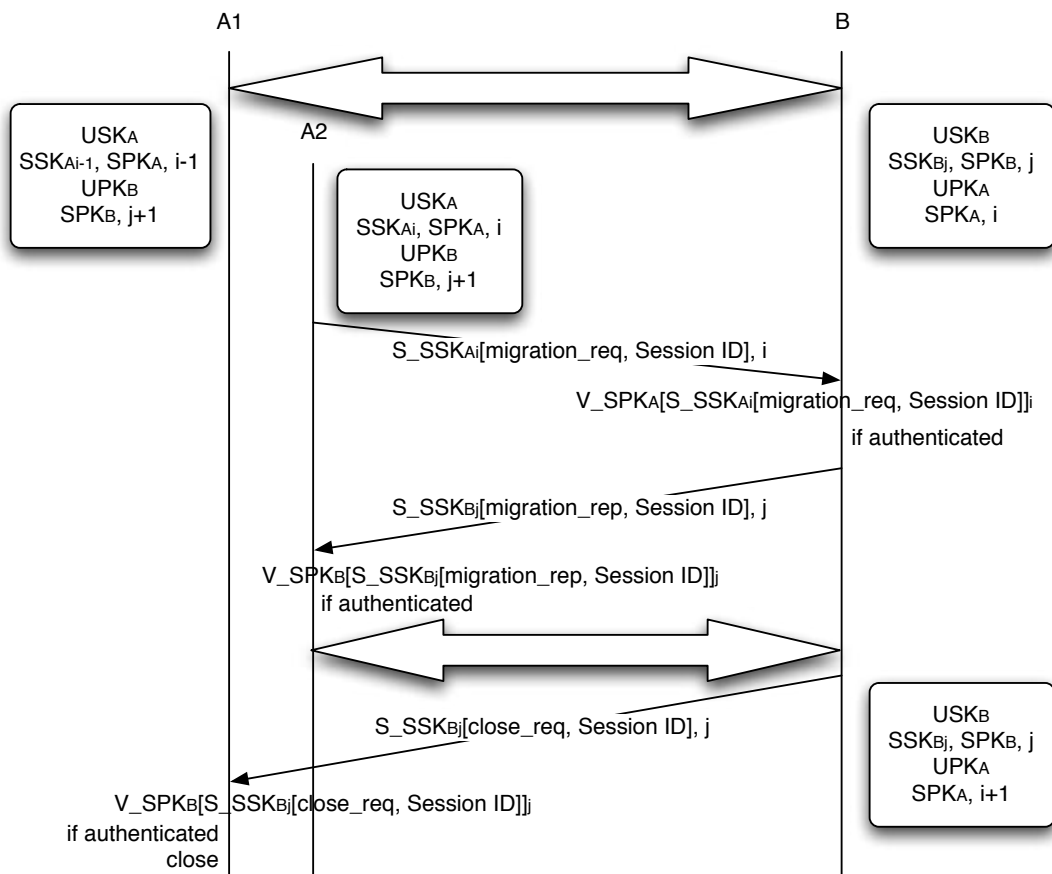 A1
B
USKA
SSKAi-1, SPKA, i-1
UPKB
SPKB, j+1
A2
USKB
SSKBj, SPKB, j
UPKA
SPKA, i
USKA
SSKAi, SPKA, i
UPKB
SPKB, j+1
S_SSKAi[migration_req, Session ID], i
V_SPKA[S_SSKAi[migration_req, Session ID]]i
if authenticated
S_SSKBj[migration_rep, Session ID], j
V_SPKB[S_SSKBj[migration_rep, Session ID]]j
if authenticated
S_SSKBj[close_req, Session ID], j
USKB
SSKBj, SPKB, j
UPKA
SPKA, i+1
V_SPKB[S_SSKBj[close_req, Session ID]]j
if authenticated
close